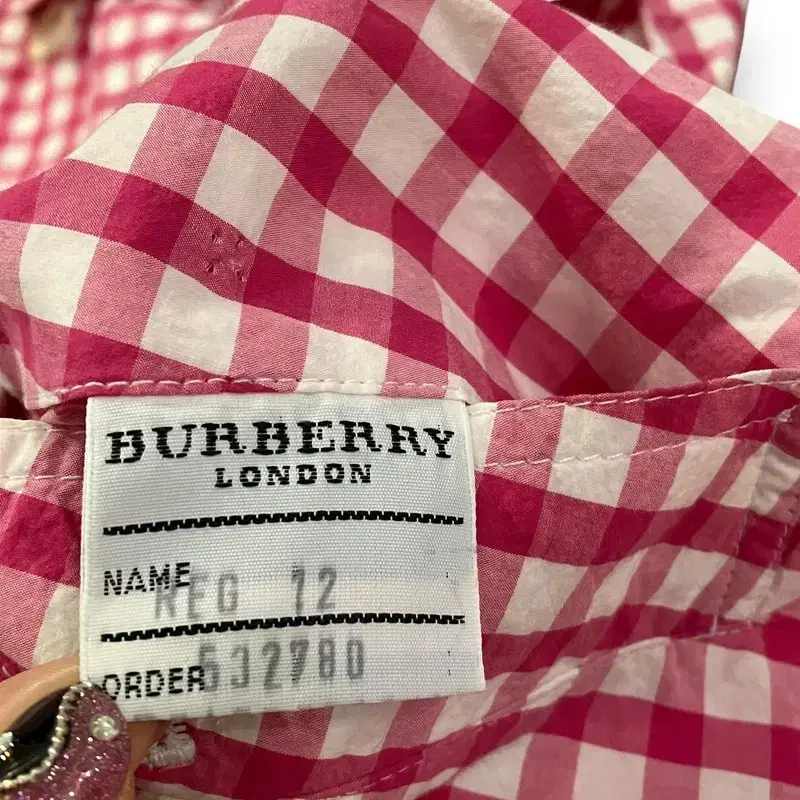 BURBERRY
LONDON
NAME REG 12
ORDER 532780